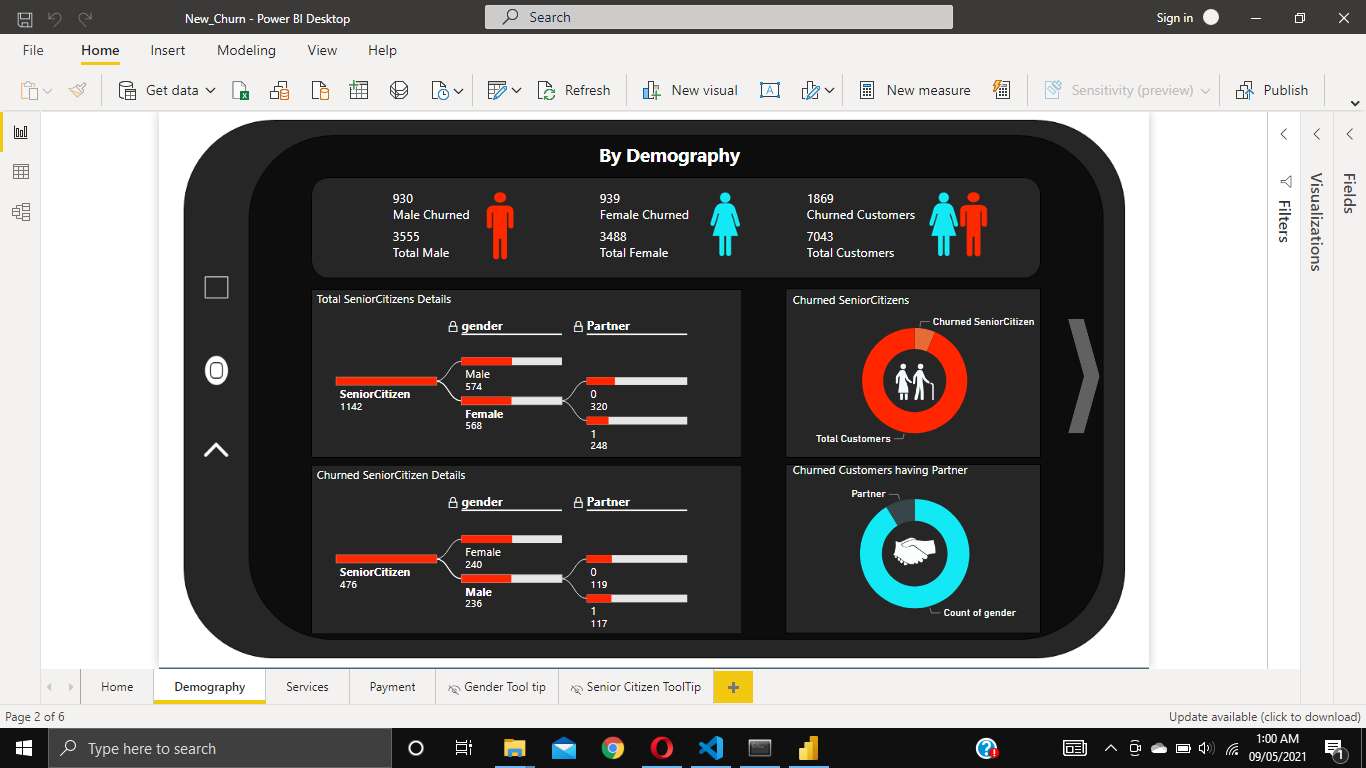 New_Churn - Power BI Desktop
Search
Sign in
File Home Insert Modeling View Help
Get data Refresh New visual A New measure Sensitivity (preview) Publish
By Demography
930
Male Churned
3555
Total Male
939
Female Churned
3488
Total Female
1869
Churned Customers
7043
Total Customers
Total SeniorCitizens Details
gender Partner
SeniorCitizen
1142
Male
574
Female
568
0
320
1
248
Churned SeniorCitizens
Churned SeniorCitizen
Total Customers
Churned SeniorCitizen Details
gender Partner
SeniorCitizen
476
Female
240
Male
236
0
119
1
117
Churned Customers having Partner
Partner
Count of gender
Filters
Visualizations
Fields
Home Demography Services Payment Gender Tool tip Senior Citizen ToolTip +
Page 2 of 6
Update available (click to download)
Type here to search
1:00 AM
09/05/2021
1